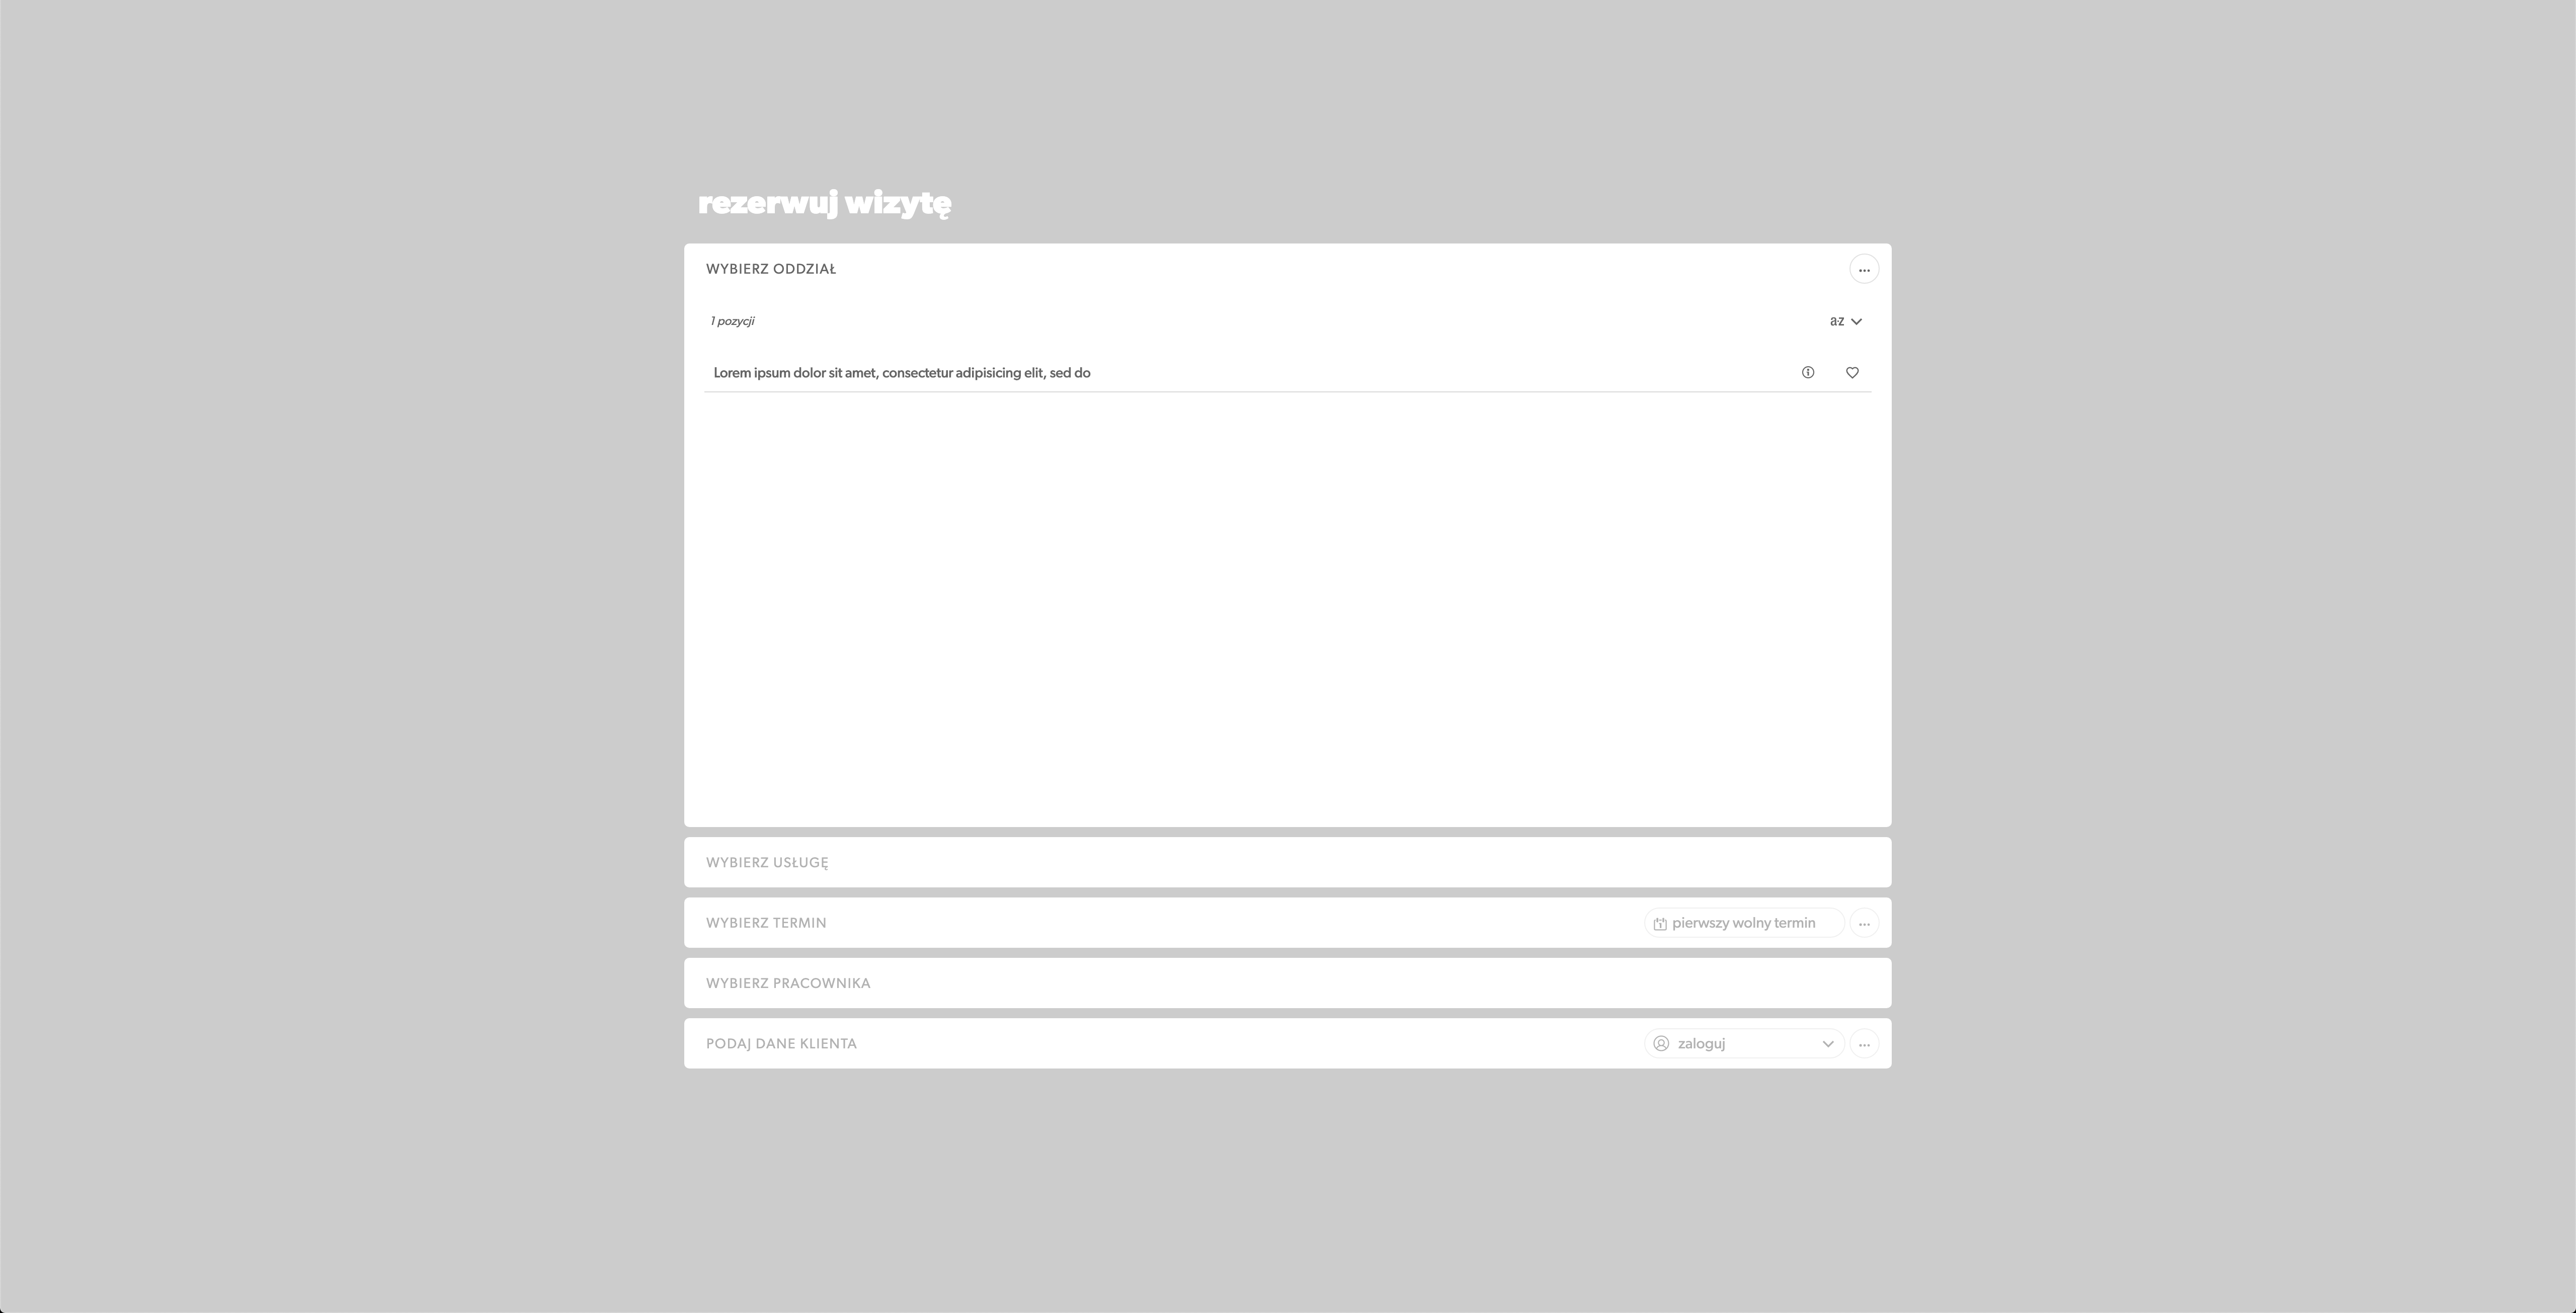 rezerwuj wizytę
WYBIERZ ODDZIAŁ
...
1 pozycji
a-z
Lorem ipsum dolor sit amet, consectetur adipisicing elit, sed do
WYBIERZ USŁUGĘ
WYBIERZ TERMIN
1
pierwszy wolny termin
...
WYBIERZ PRACOWNIKA
PODAJ DANE KLIENTA
zaloguj
...